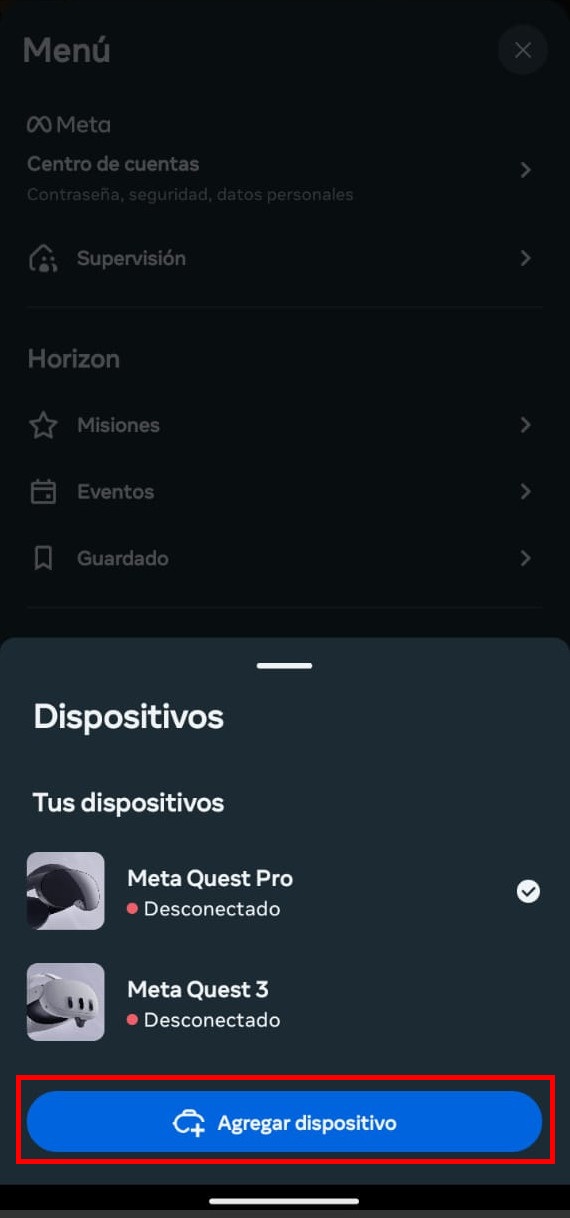 Menú
Meta
Centro de cuentas
Contraseña, seguridad, datos personales
Supervisión
Horizon
Misiones
Eventos
Guardado
Dispositivos
Tus dispositivos
Meta Quest Pro
Desconectado
Meta Quest 3
Desconectado
Agregar dispositivo